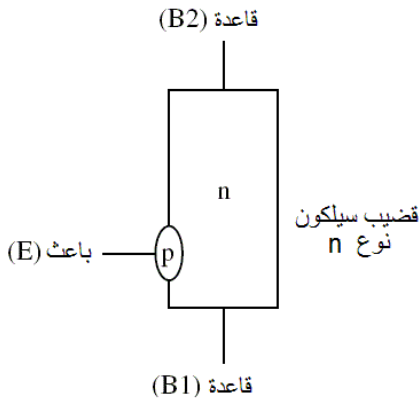 قاعدة (B2)
n
قضيب سيلكون
نوع n
p
باعث (E)
قاعدة (B1)